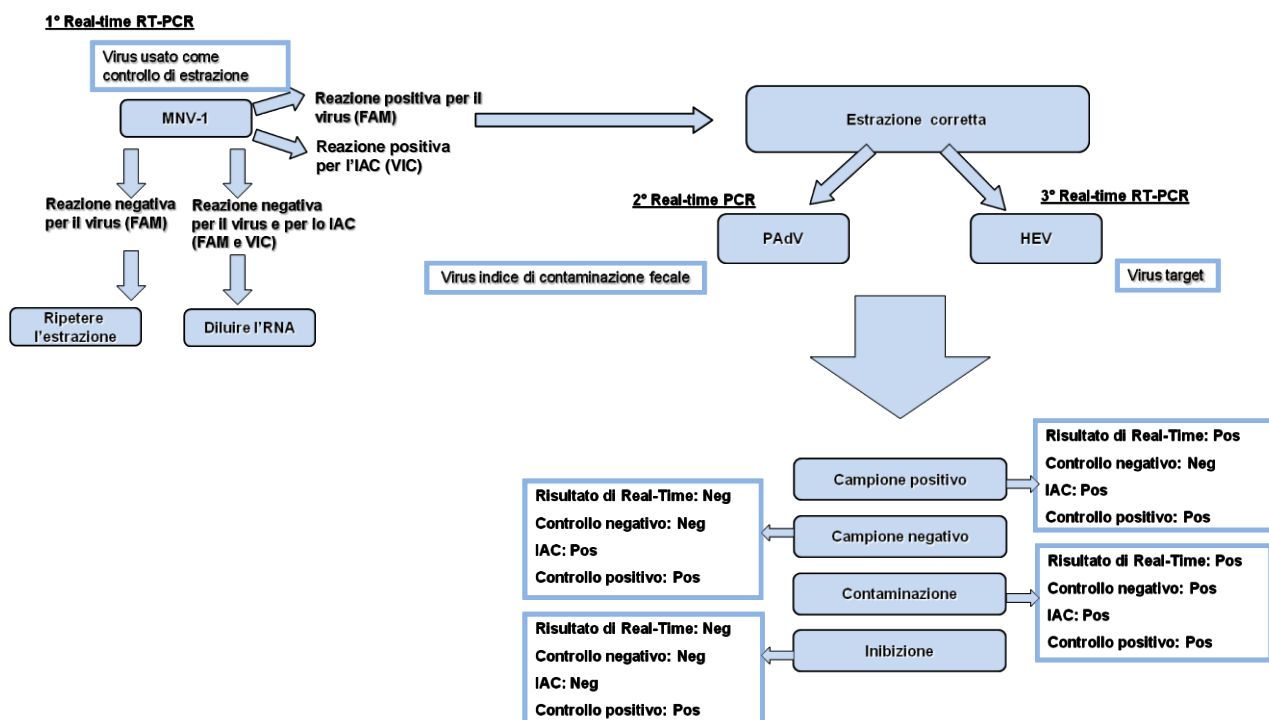 1° Real-time RT-PCR
Virus usato come
controllo di estrazione
MNV-1
Reazione positiva per il
virus (FAM)
Reazione positiva
per l'IAC (VIC)
Reazione negativa
per il virus (FAM)
Reazione negativa
per il virus e per lo IAC
(FAM e VIC)
Ripetere
l'estrazione
Diluire l'RNA
Estrazione corretta
2° Real-time PCR
3° Real-time RT-PCR
PAdV
HEV
Virus indice di contaminazione fecale
Virus target
Campione positivo
Risultato di Real-Time: Pos
Controllo negativo: Neg
IAC: Pos
Controllo positivo: Pos
Campione negativo
Risultato di Real-Time: Neg
Controllo negativo: Neg
IAC: Pos
Controllo positivo: Pos
Contaminazione
Risultato di Real-Time: Pos
Controllo negativo: Pos
IAC: Pos
Controllo positivo: Pos
Inibizione
Risultato di Real-Time: Neg
Controllo negativo: Neg
IAC: Neg
Controllo positivo: Pos